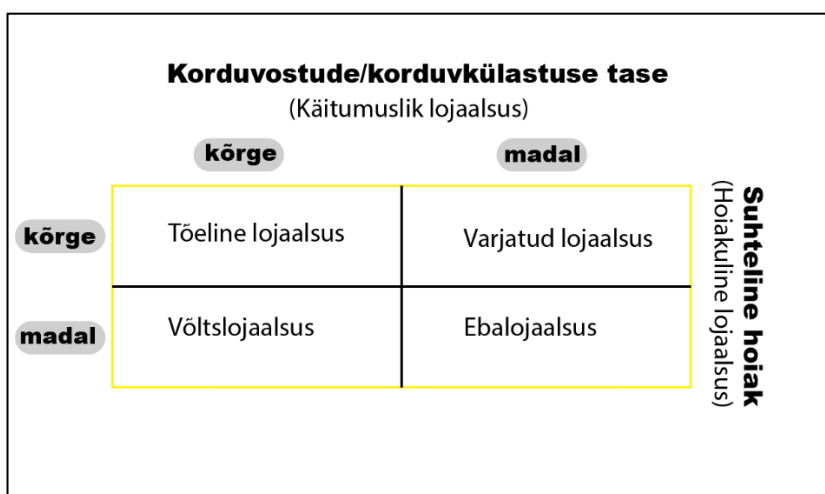 Korduvostude/korduvkülastuse tase
(Käitumuslik lojaalsus)
kõrge
madal
kõrge
Tõeline lojaalsus
Varjatud lojaalsus
madal
Võltslojaalsus
Ebalojaalsus
Suhteline hoiak
(Hoiakuline lojaalsus)